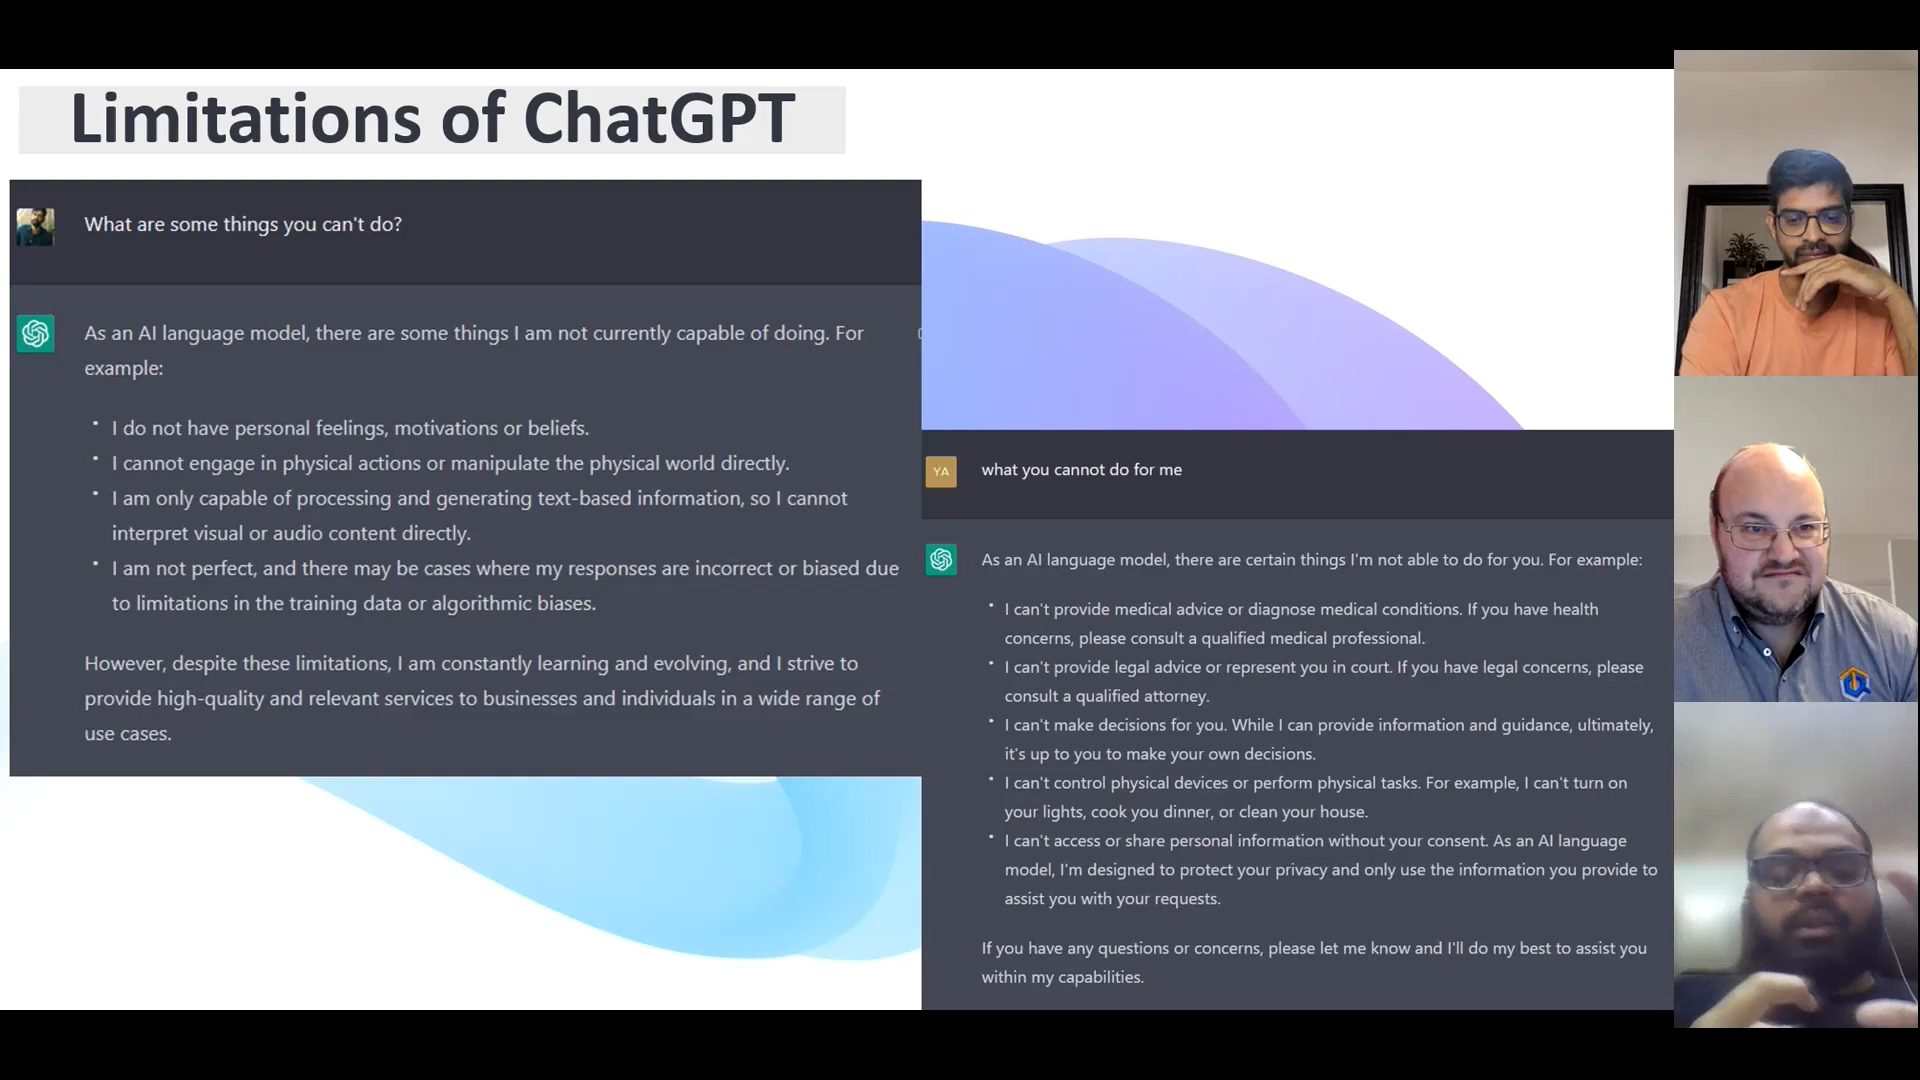 Limitations of ChatGPT
What are some things you can't do?
As an AI language model, there are some things I am not currently capable of doing. For
example:
• I do not have personal feelings, motivations or beliefs.
• I cannot engage in physical actions or manipulate the physical world directly.
• I am only capable of processing and generating text-based information, so I cannot
interpret visual or audio content directly.
• I am not perfect, and there may be cases where my responses are incorrect or biased due
to limitations in the training data or algorithmic biases.
However, despite these limitations, I am constantly learning and evolving, and I strive to
provide high-quality and relevant services to businesses and individuals in a wide range of
use cases.
YA
what you cannot do for me
As an AI language model, there are certain things I'm not able to do for you. For example:
• I can't provide medical advice or diagnose medical conditions. If you have health
concerns, please consult a qualified medical professional.
• I can't provide legal advice or represent you in court. If you have legal concerns, please
consult a qualified attorney.
• I can't make decisions for you. While I can provide information and guidance, ultimately,
it's up to you to make your own decisions.
• I can't control physical devices or perform physical tasks. For example, I can't turn on
your lights, cook you dinner, or clean your house.
• I can't access or share personal information without your consent. As an AI language
model, I'm designed to protect your privacy and only use the information you provide to
assist you with your requests.
If you have any questions or concerns, please let me know and I'll do my best to assist you
within my capabilities.